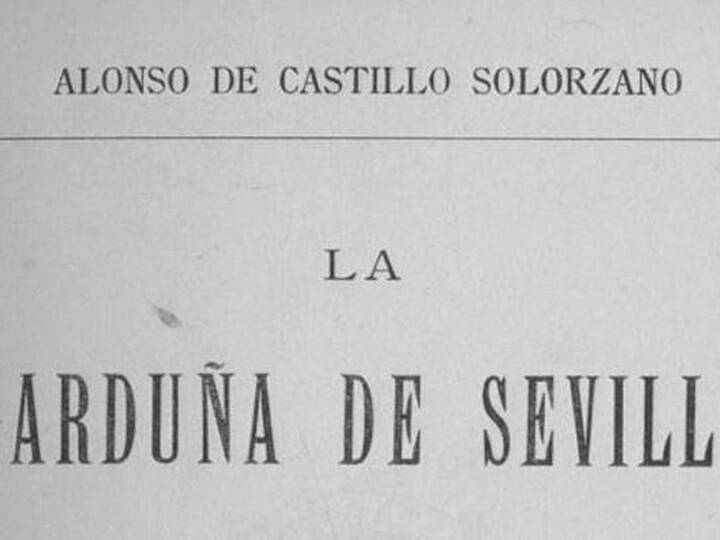 ALONSO DE CASTILLO SOLORZANO
LA
ARDUÑA DE SEVILL